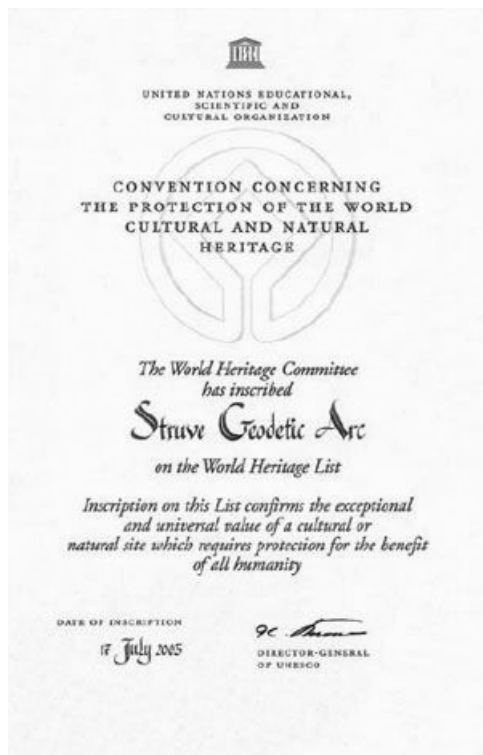 UNITED NATIONS EDUCATIONAL,
SCIENTIFIC AND
CULTURAL ORGANIZATION
CONVENTION CONCERNING
THE PROTECTION OF THE WORLD
CULTURAL AND NATURAL
HERITAGE
The World Heritage Committee
has inscribed
Struve Geodetic Arc
on the World Heritage List
Inscription on this List confirms the exceptional
and universal value of a cultural or
natural site which requires protection for the benefit
of all humanity
DATE OF INSCRIPTION
17 July 2005
DIRECTOR-GENERAL
OF UNESCO